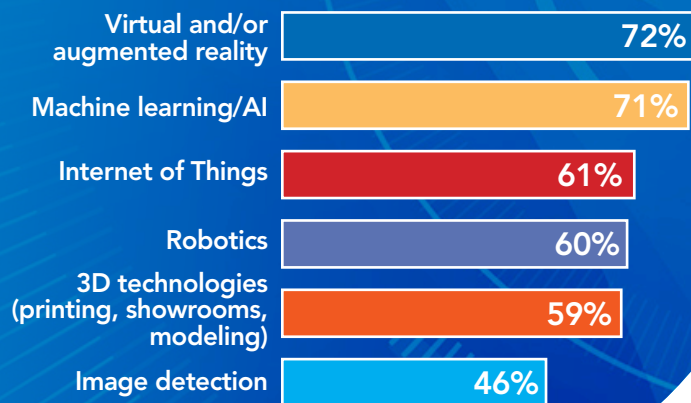 Virtual and/or
augmented reality
72%
Machine learning/AI
71%
Internet of Things
61%
Robotics
60%
3D technologies
(printing, showrooms,
modeling)
59%
Image detection
46%